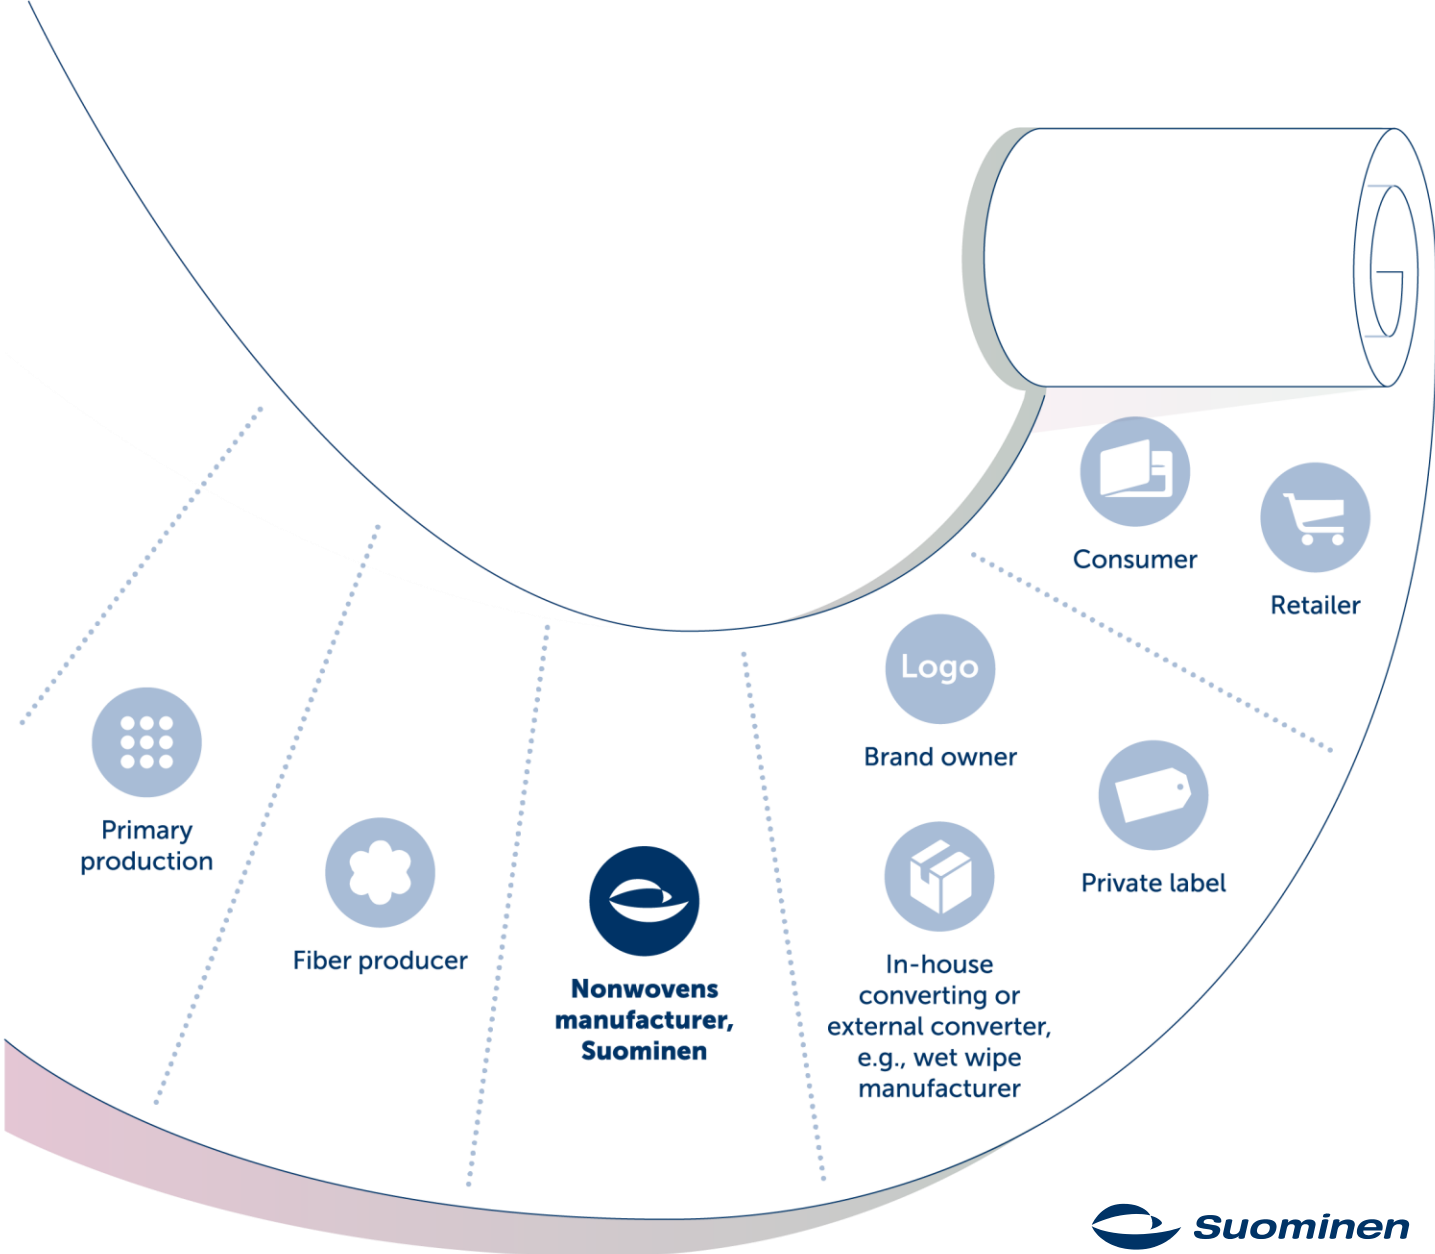 Primary
production
Fiber producer
Nonwovens
manufacturer,
Suominen
Logo
Brand owner
In-house
converting or
external converter,
e.g., wet wipe
manufacturer
Private label
Consumer
Retailer
Suominen